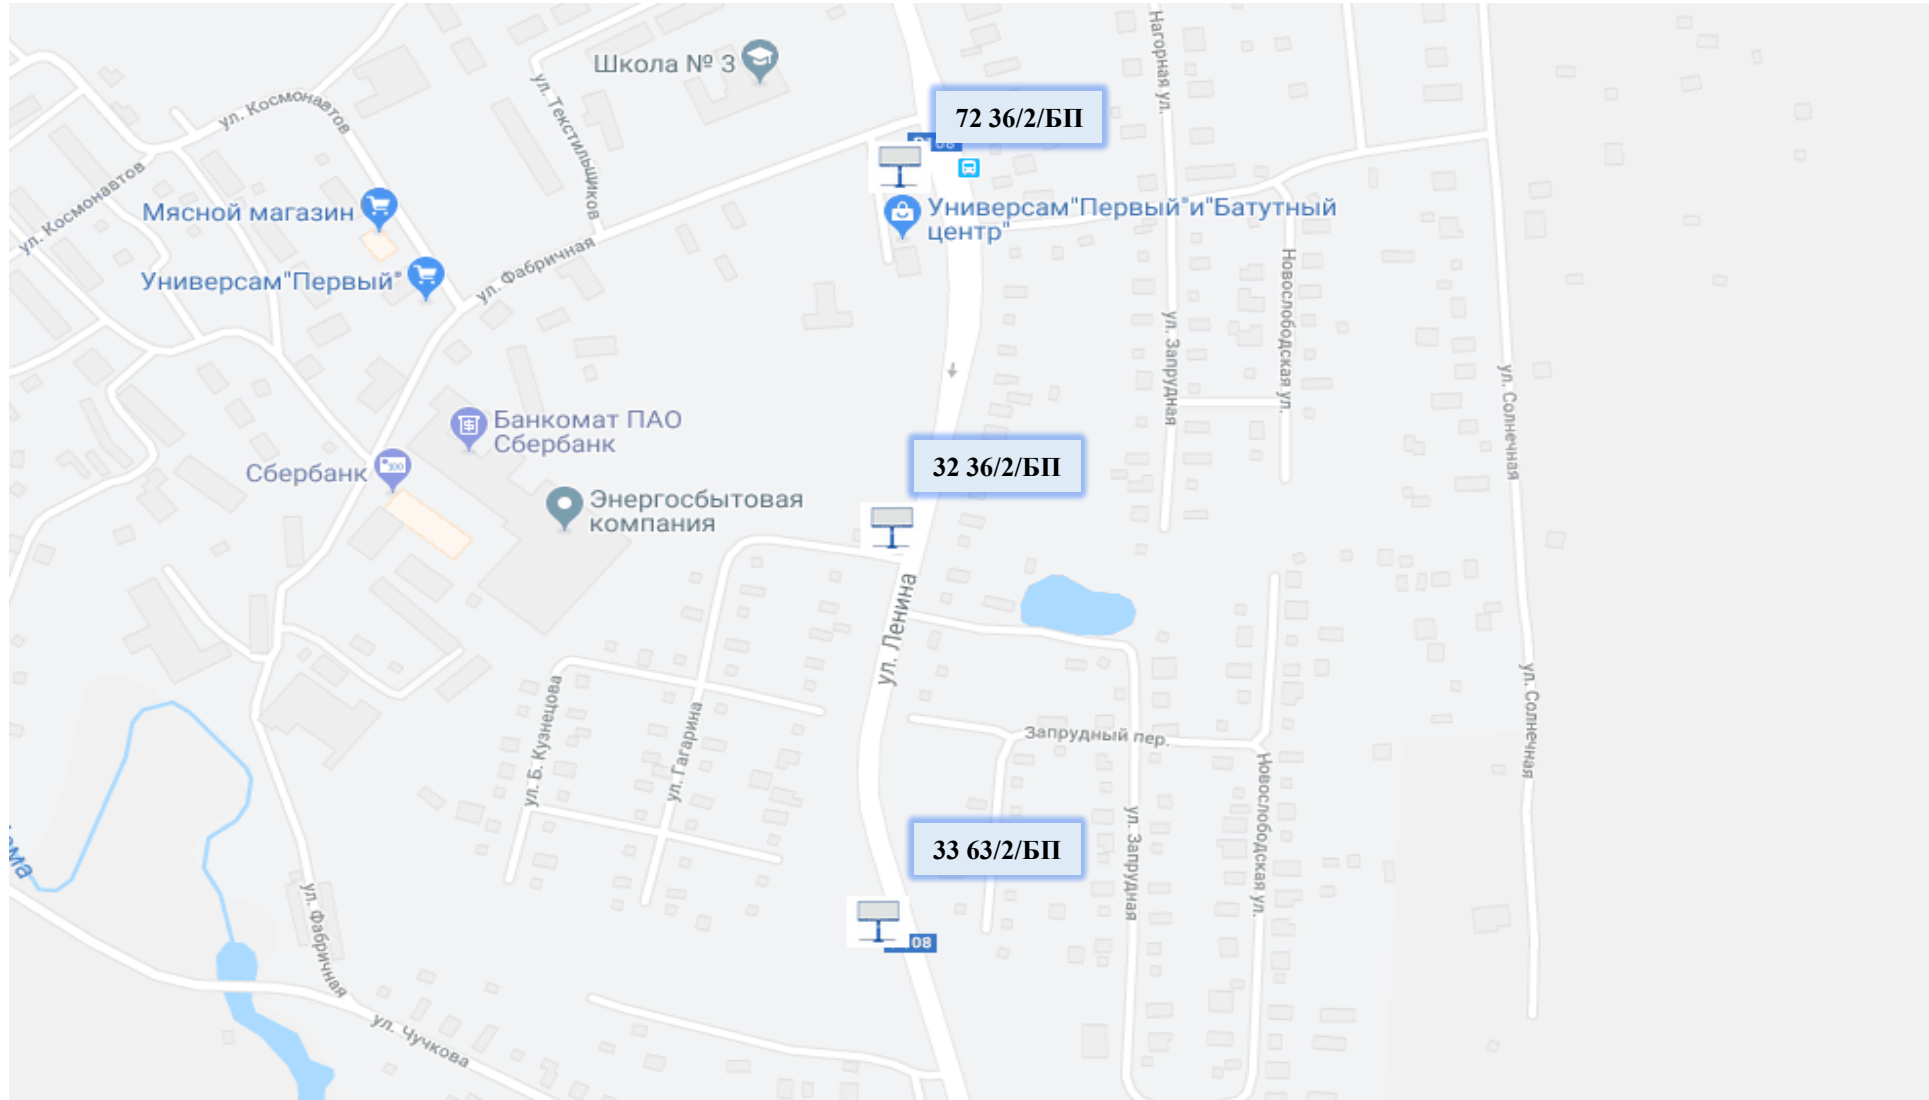 Школа № 3
Нагорная ул.
ул. Космонавтов
ул. Текстильщиков
72 36/2/БП
ул. Космонавтов
Мясной магазин
Универсам"Первый"и"Батутный
центр"
Универсам"Первый"
ул. Фабричная
Новослободская ул.
ул. Запрудная
ул. Солнечная
Банкомат ПАО
Сбербанк
Сбербанк
32 36/2/БП
Энергосбытовая
компания
ул. Ленина
ул. Б. Кузнецова
ул. Гагарина
Запрудный пер.
ул. Солнечная
Новослободская ул.
ул. Запрудная
33 63/2/БП
ул. Фабричная
08
ул. Чучкова